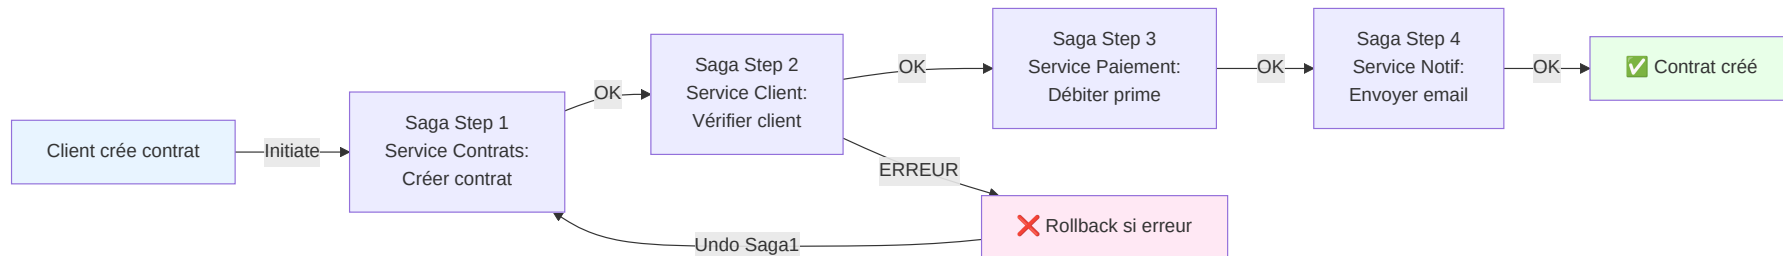 Client crée contrat
Initiate
Saga Step 1
Service Contrats:
Créer contrat
OK
Saga Step 2
Service Client:
Vérifier client
OK
Saga Step 3
Service Paiement:
Débiter prime
OK
Saga Step 4
Service Notif:
Envoyer email
OK
✅ Contrat créé
ERREUR
❌ Rollback si erreur
Undo Saga1